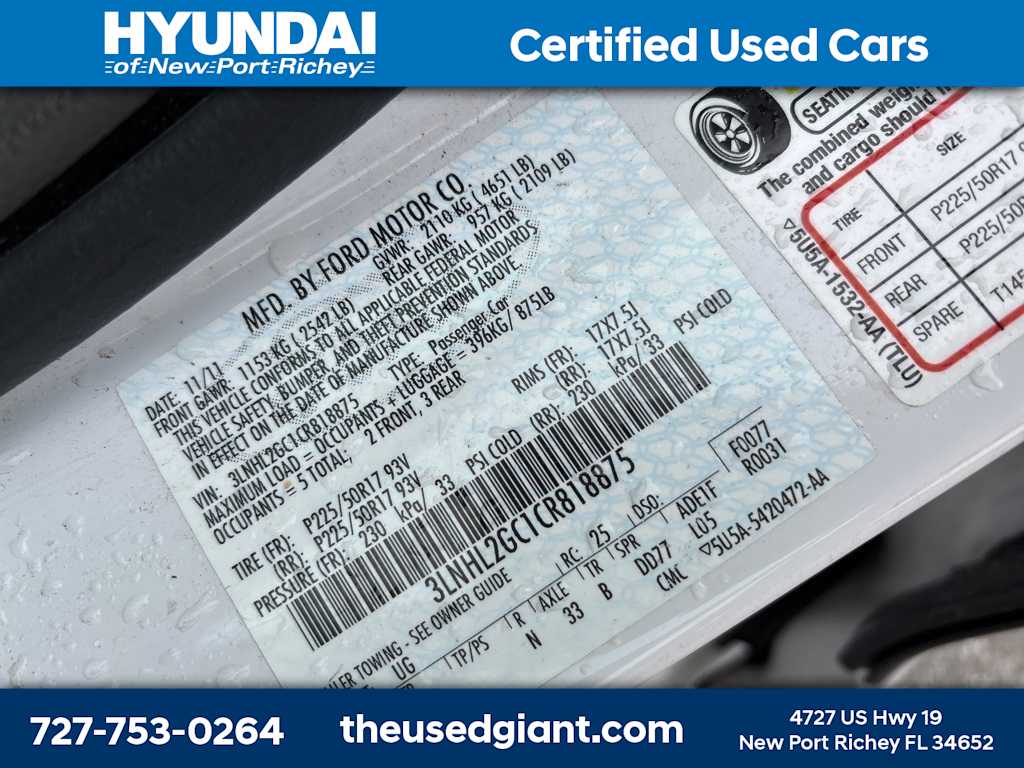 HYUNDAI
of New Port Richey
Certified Used Cars
MFD. BY FORD MOTOR CO.
DATE: 11/11 GVWR: 2110 KG ( 4651 LB)
FRONT GAWR: 1153 KG ( 2542 LB) REAR GAWR: 957 KG ( 2109 LB)
THIS VEHICLE CONFORMS TO ALL APPLICABLE FEDERAL MOTOR
VEHICLE SAFETY, BUMPER, AND THEFT PREVENTION STANDARDS
IN EFFECT ON THE DATE OF MANUFACTURE SHOWN ABOVE.
VIN: 3LNHL2GC1CR818875 TYPE: Passenger Car
MAXIMUM LOAD = OCCUPANTS + LUGGAGE = 396KG/ 875LB
OCCUPANTS = 5 TOTAL; 2 FRONT, 3 REAR
TIRE (FR): P225/50R17 93V RIMS (FR): 17X7.5J
(RR): P225/50R17 93V (RR): 17X7.5J
PRESSURE (FR): 230 kPa/ 33 PSI COLD (RR): 230 kPa/ 33 PSI COLD
3LNHL2GC1CR818875
TOWING - SEE OWNER GUIDE RC: 25 DSO: F0077
R0031
UG TP/PS R AXLE TR SPR ADE1F
N 33 B DD77 L05
CMC ▽5U5A-5420472-AA
SEATING
The combined weigh
and cargo should n
TIRE SIZE
FRONT P225/50R17 9
REAR P225/50R
SPARE T145
▽5U5A-1532-AA (TLU)
727-753-0264
theusedgiant.com
4727 US Hwy 19
New Port Richey FL 34652